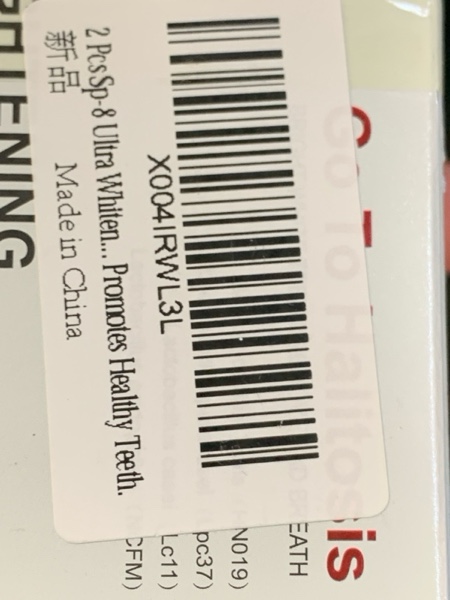 X004IRWL3L
2 Pcs Sp-8 Ultra Whiten... Promotes Healthy Teeth.
新品
Made in China
Go To Halitosis
EATH
N019)
pc37)
Lc11)
CFM)
HTENING